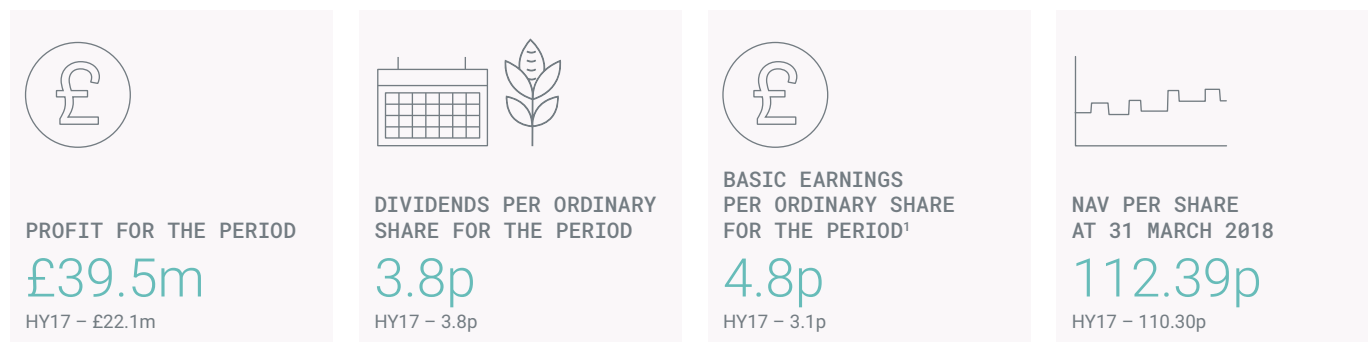 PROFIT FOR THE PERIOD
£39.5m
HY17 – £22.1m
DIVIDENDS PER ORDINARY
SHARE FOR THE PERIOD
3.8p
HY17 – 3.8p
BASIC EARNINGS
PER ORDINARY SHARE
FOR THE PERIOD¹
4.8p
HY17 – 3.1p
NAV PER SHARE
AT 31 MARCH 2018
112.39p
HY17 – 110.30p